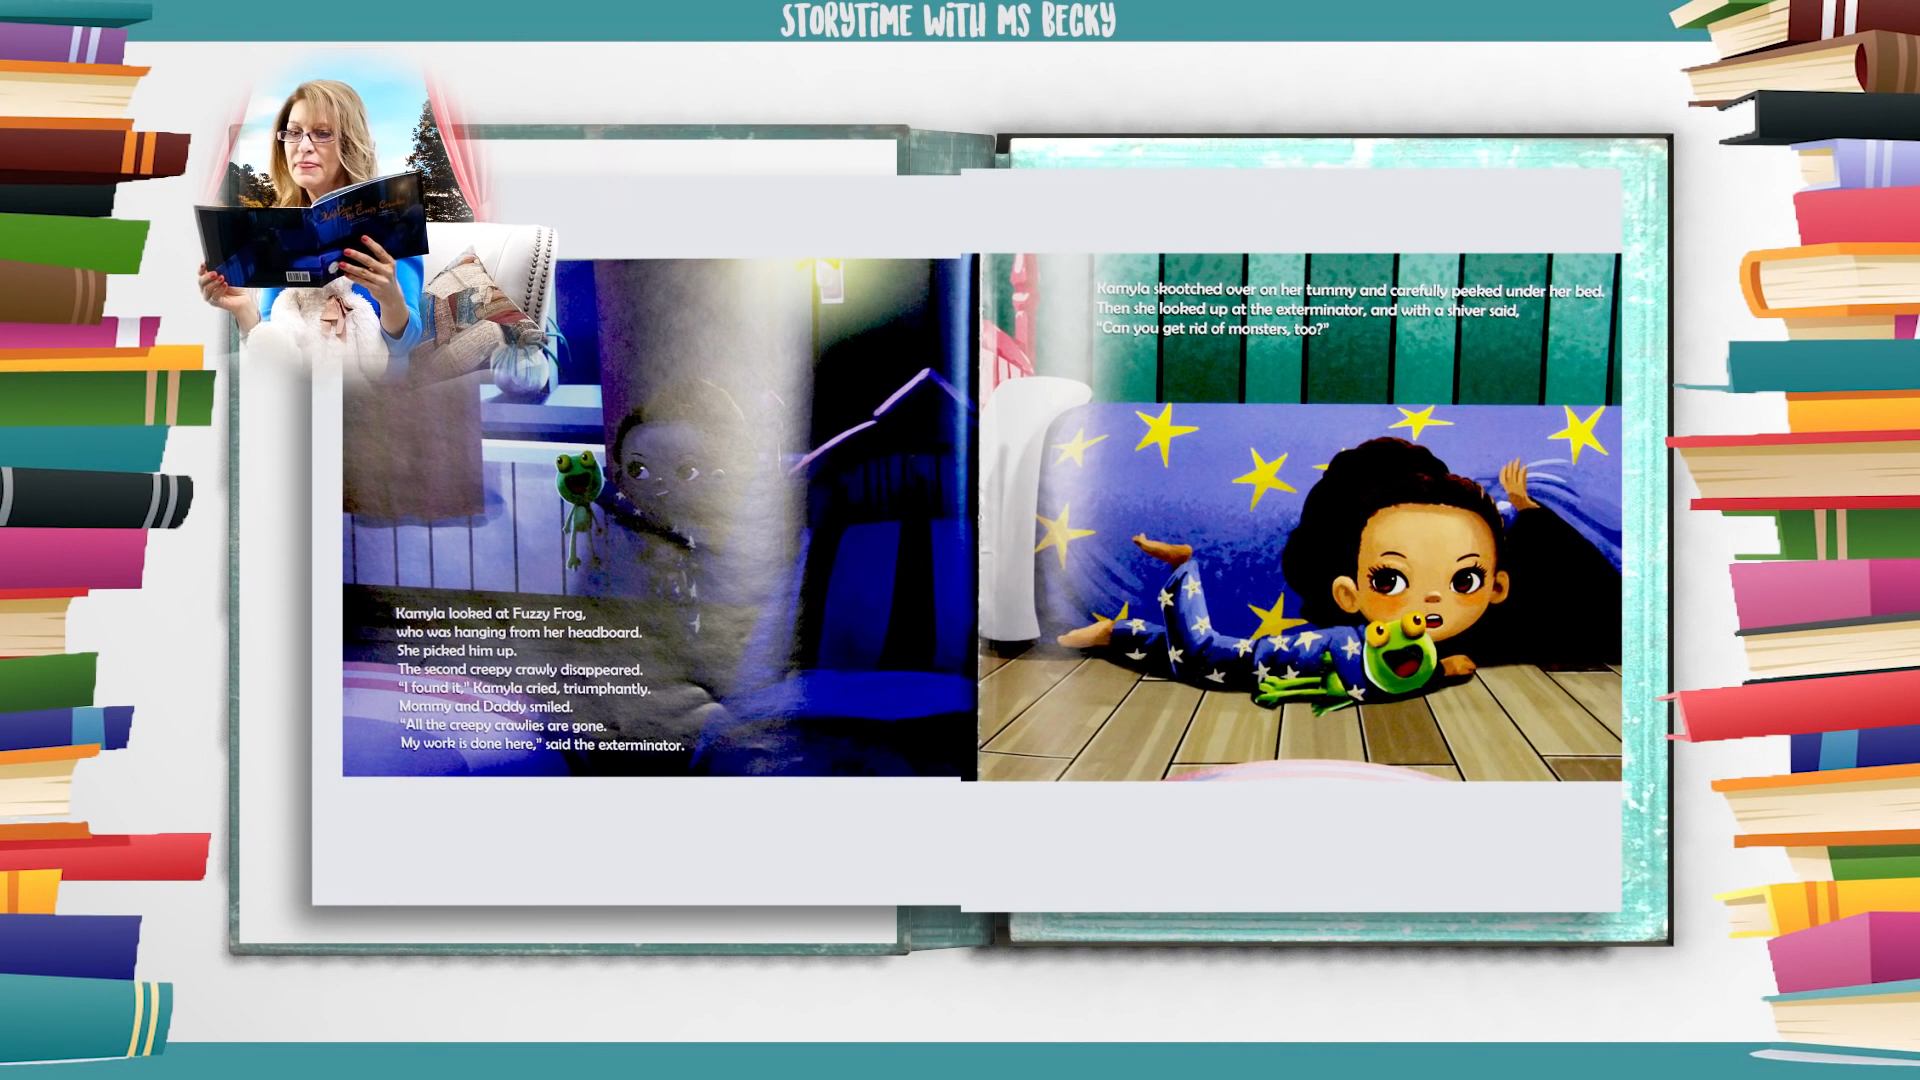 STORYTIME WITH MS BECKY
Kamyla looked at Fuzzy Frog,
who was hanging from her headboard.
She picked him up.
The second creepy crawly disappeared.
"I found it," Kamyla cried, triumphantly.
Mommy and Daddy smiled.
"All the creepy crawlies are gone.
My work is done here," said the exterminator.
Kamyla skootched over on her tummy and carefully peeked under her bed.
Then she looked up at the exterminator, and with a shiver said,
"Can you get rid of monsters, too?"